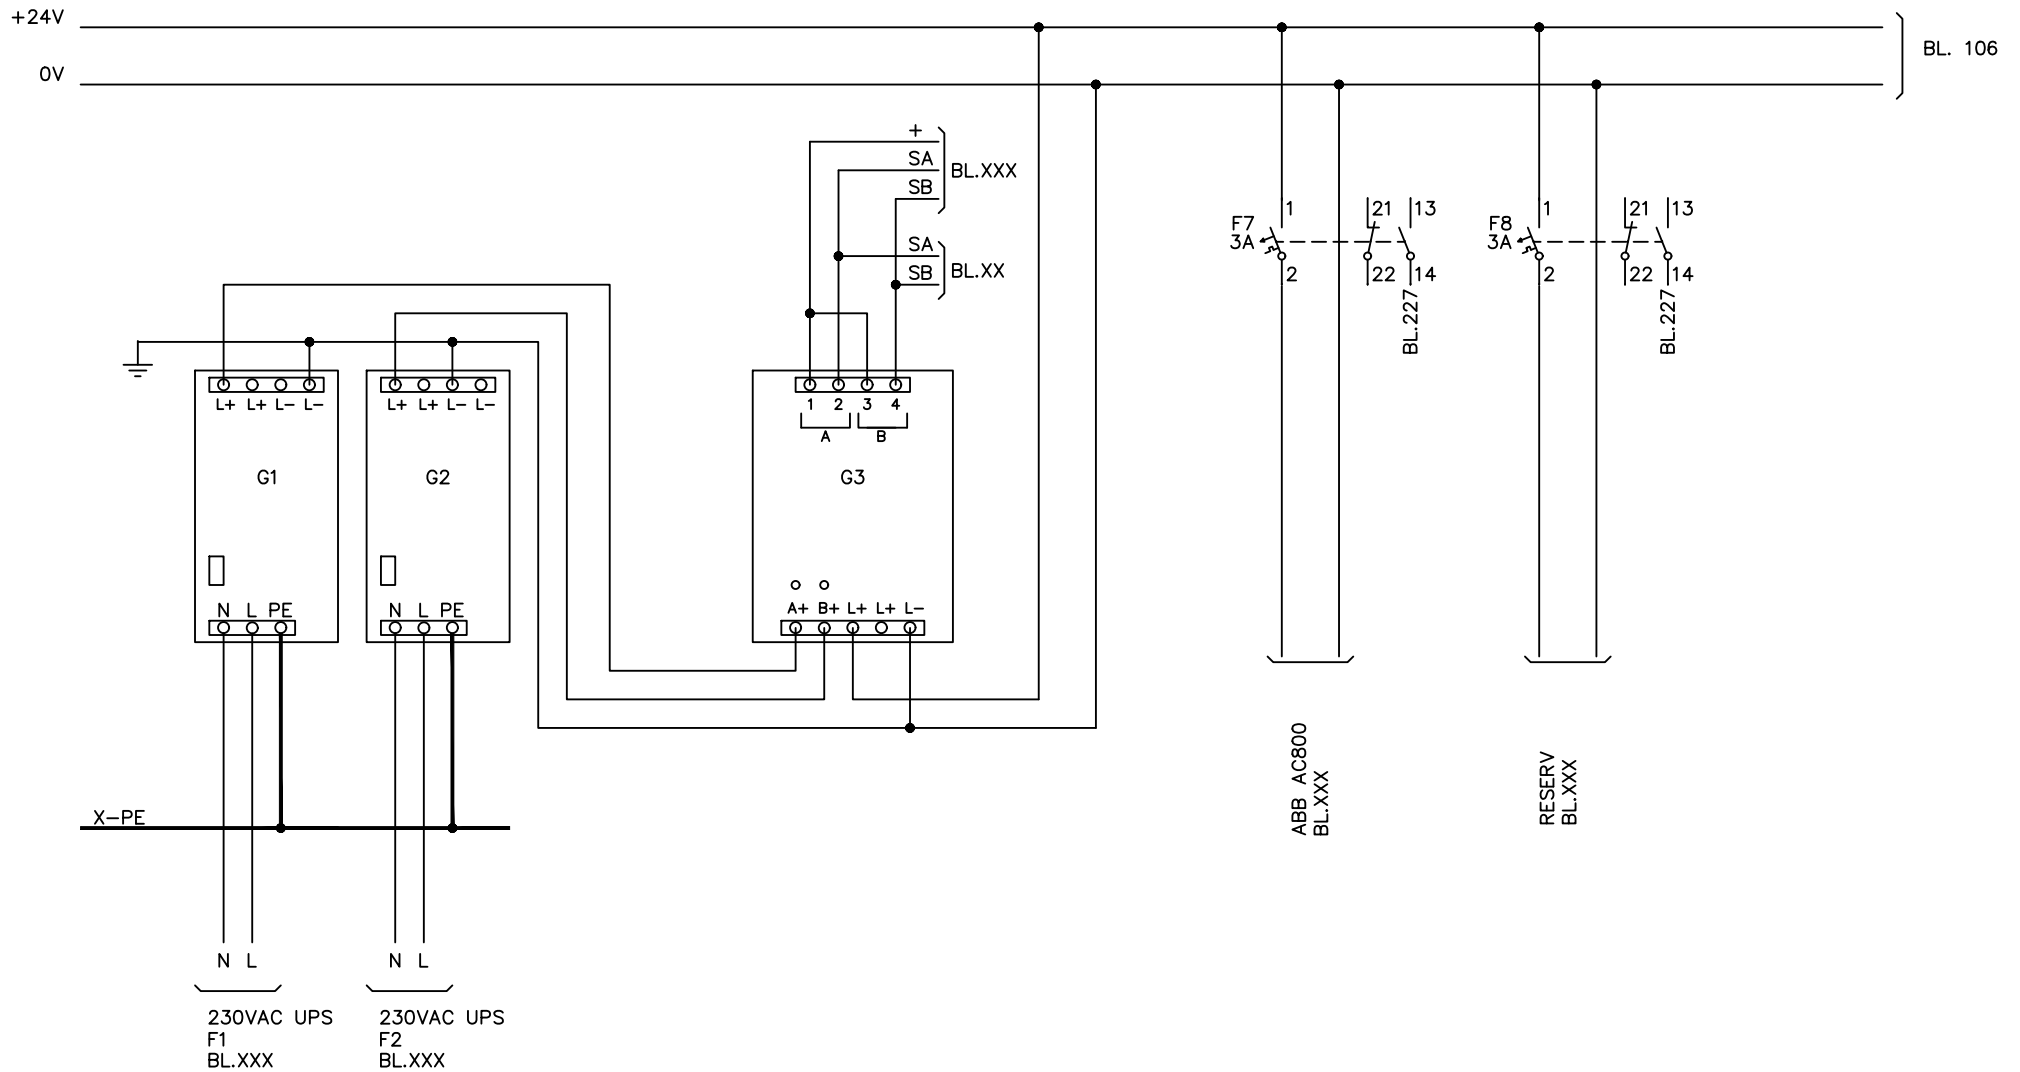 +24V
0V
BL. 106
+
SA
SB
BL.XXX
SA
SB
BL.XX
F7
3A
1
2
21
22
13
14
BL.227
F8
3A
1
2
21
22
13
14
BL.227
L+ L+ L- L-
G1
N L PE
L+ L+ L- L-
G2
N L PE
1 2 3 4
A B
G3
A+ B+ L+ L+ L-
X-PE
N L
230VAC UPS
F1
BL.XXX
N L
230VAC UPS
F2
BL.XXX
ABB AC800
BL.XXX
RESERV
BL.XXX